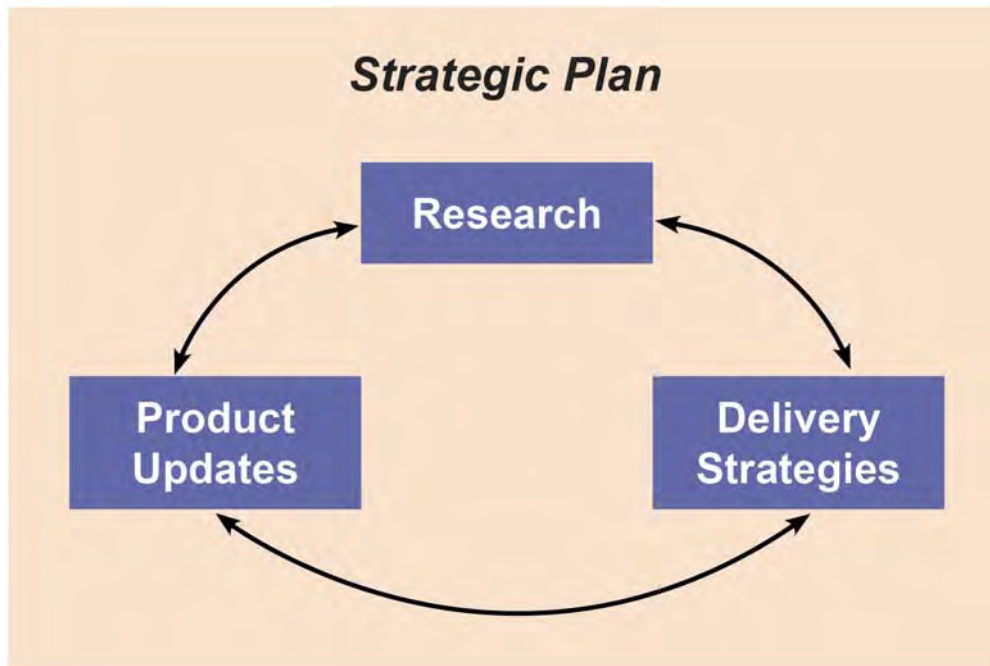 Strategic Plan
Research
Product
Updates
Delivery
Strategies